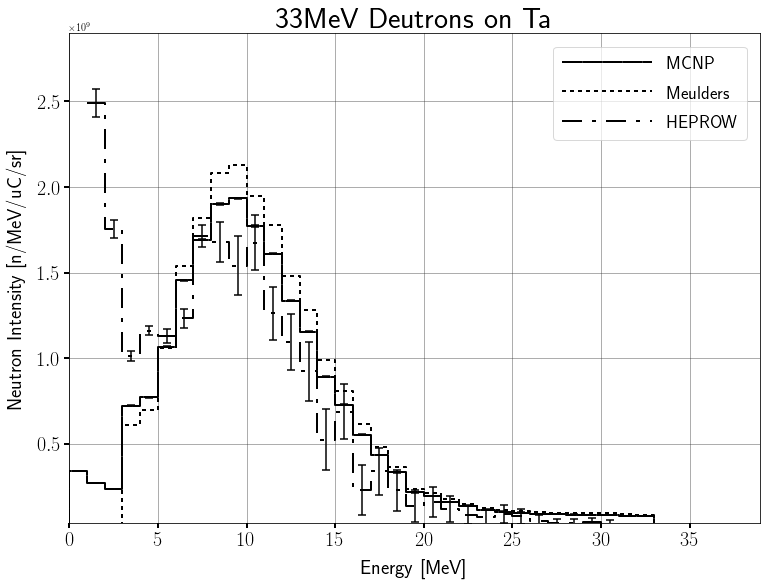 33MeV Deutrons on Ta
×10⁹
MCNP
Meulders
HEPROW
2.5
2.0
1.5
1.0
0.5
Neutron Intensity [n/MeV/uC/sr]
0 5 10 15 20 25 30 35
Energy [MeV]